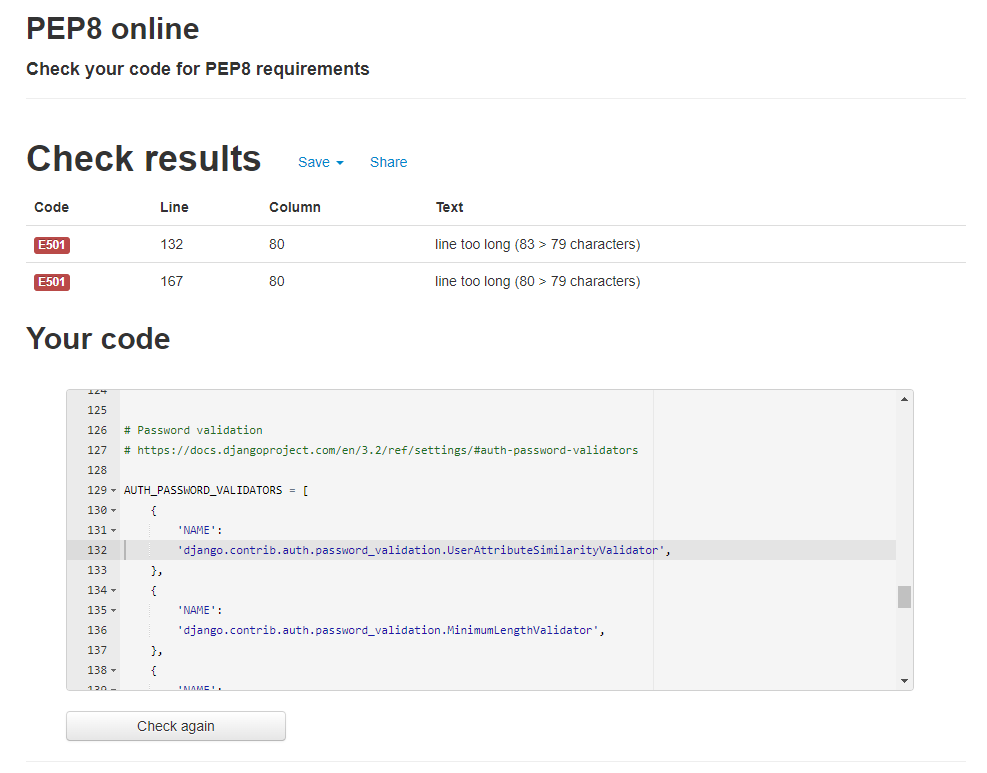 PEP8 online
Check your code for PEP8 requirements
Check results Save Share
Code Line Column Text
E501 132 80 line too long (83 > 79 characters)
E501 167 80 line too long (80 > 79 characters)
Your code
124
125
126 # Password validation
127 # https://docs.djangoproject.com/en/3.2/ref/settings/#auth-password-validators
128
129 AUTH_PASSWORD_VALIDATORS = [
130 {
131 'NAME':
132 'django.contrib.auth.password_validation.UserAttributeSimilarityValidator',
133 },
134 {
135 'NAME':
136 'django.contrib.auth.password_validation.MinimumLengthValidator',
137 },
138 {
139 'NAME':
Check again